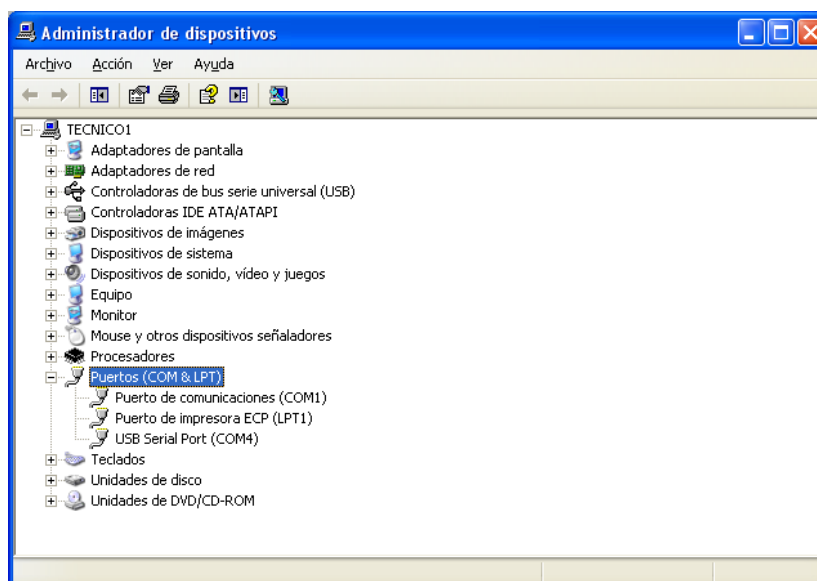 Administrador de dispositivos
Archivo Acción Ver Ayuda
TECNICO1
Adaptadores de pantalla
Adaptadores de red
Controladoras de bus serie universal (USB)
Controladoras IDE ATA/ATAPI
Dispositivos de imágenes
Dispositivos de sistema
Dispositivos de sonido, vídeo y juegos
Equipo
Monitor
Mouse y otros dispositivos señaladores
Procesadores
Puertos (COM & LPT)
Puerto de comunicaciones (COM1)
Puerto de impresora ECP (LPT1)
USB Serial Port (COM4)
Teclados
Unidades de disco
Unidades de DVD/CD-ROM